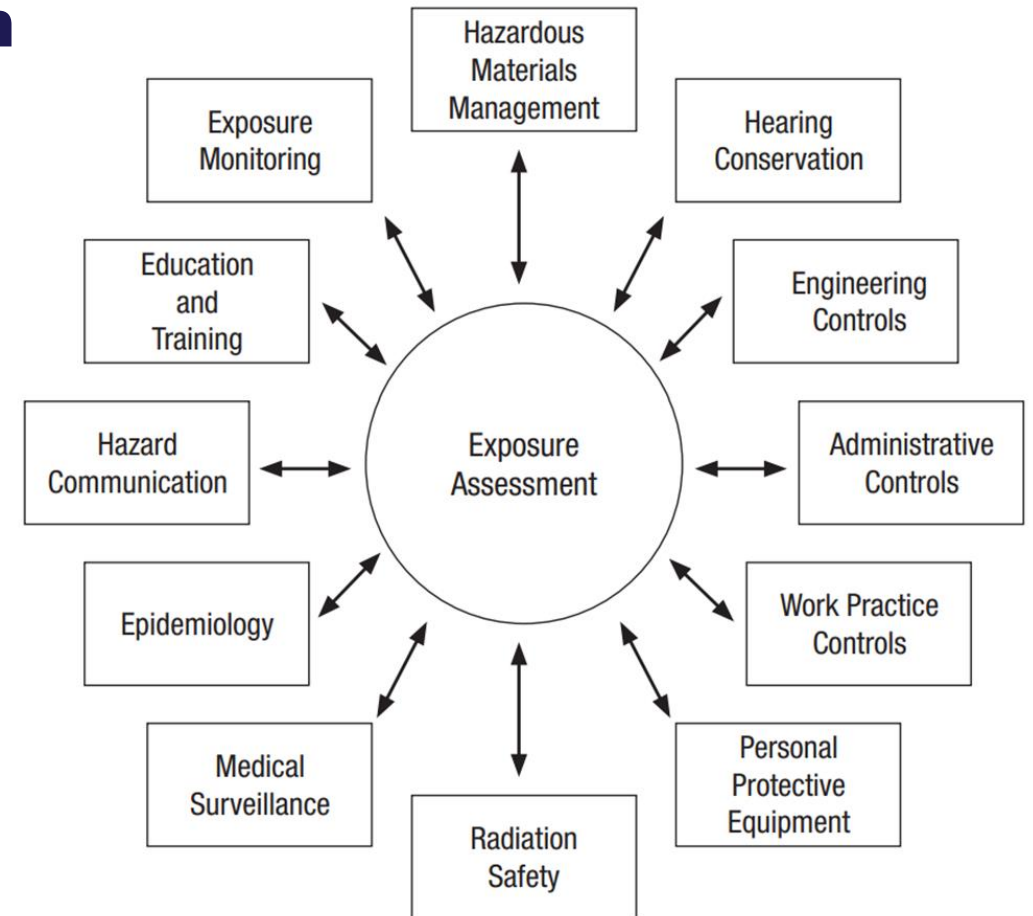 n
Hazardous
Materials
Management
Exposure
Monitoring
Hearing
Conservation
Education
and
Training
Engineering
Controls
Hazard
Communication
Exposure
Assessment
Administrative
Controls
Epidemiology
Work Practice
Controls
Medical
Surveillance
Personal
Protective
Equipment
Radiation
Safety